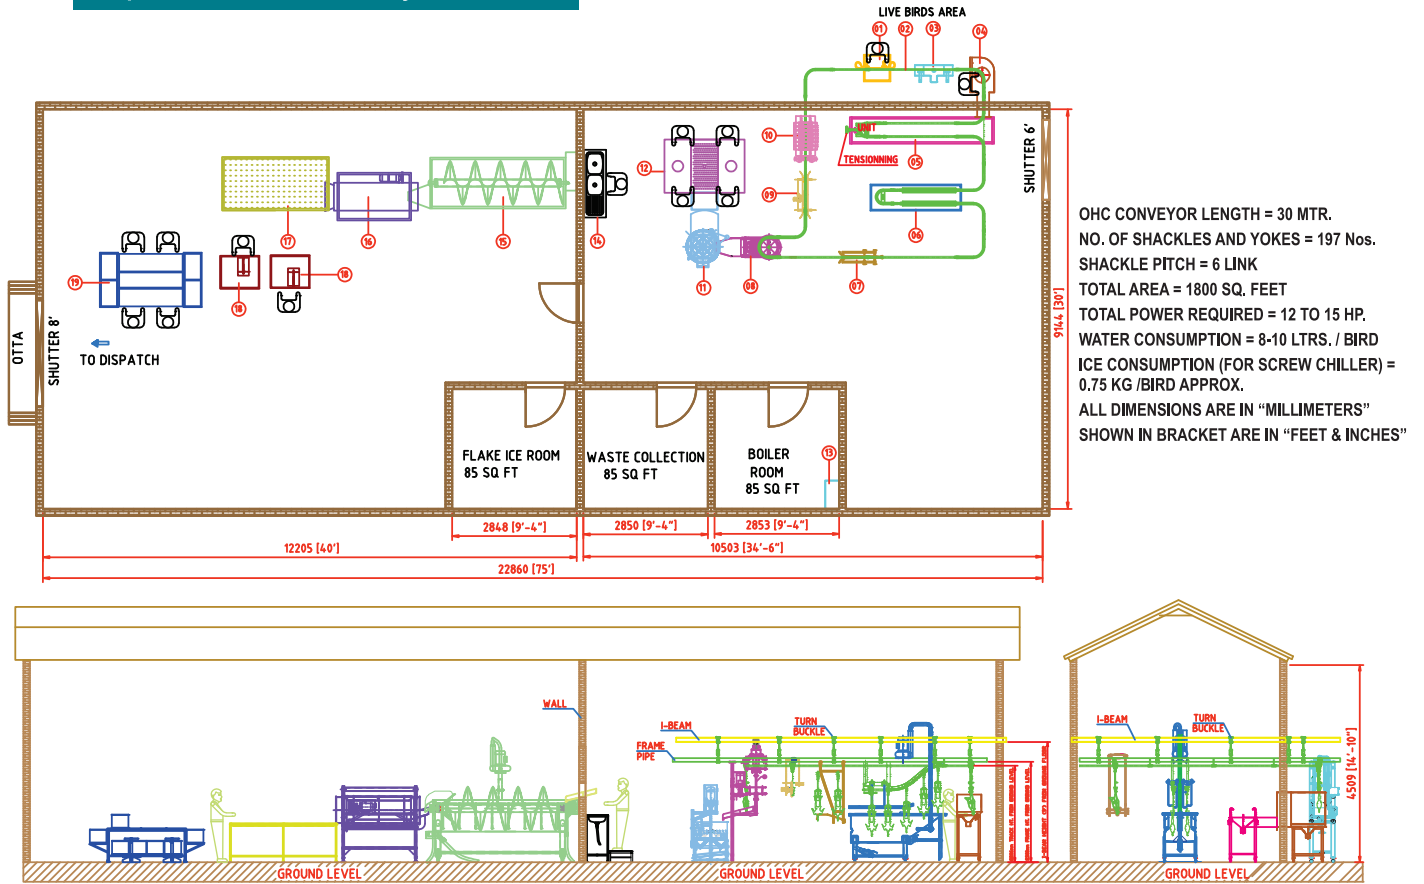 LIVE BIRDS AREA
01
02
03
04
10
UNIT
TENSIONNING
05
12
09
06
14
15
16
17
11
08
07
19
18
18
SHUTTER 6'
9144 [30']
OTTA
SHUTTER 8'
TO DISPATCH
FLAKE ICE ROOM
85 SQ FT
WASTE COLLECTION
85 SQ FT
BOILER
ROOM
85 SQ FT
13
2848 [9'-4"]
2850 [9'-4"]
2853 [9'-4"]
12205 [40']
10503 [34'-6"]
22860 [75']
OHC CONVEYOR LENGTH = 30 MTR.
NO. OF SHACKLES AND YOKES = 197 Nos.
SHACKLE PITCH = 6 LINK
TOTAL AREA = 1800 SQ. FEET
TOTAL POWER REQUIRED = 12 TO 15 HP.
WATER CONSUMPTION = 8-10 LTRS. / BIRD
ICE CONSUMPTION (FOR SCREW CHILLER) =
0.75 KG /BIRD APPROX.
ALL DIMENSIONS ARE IN “MILLIMETERS”
SHOWN IN BRACKET ARE IN “FEET & INCHES”
WALL
I-BEAM
TURN
BUCKLE
FRAME
PIPE
I-BEAM
TURN
BUCKLE
4509 [14'-10"]
GROUND LEVEL
GROUND LEVEL
GROUND LEVEL